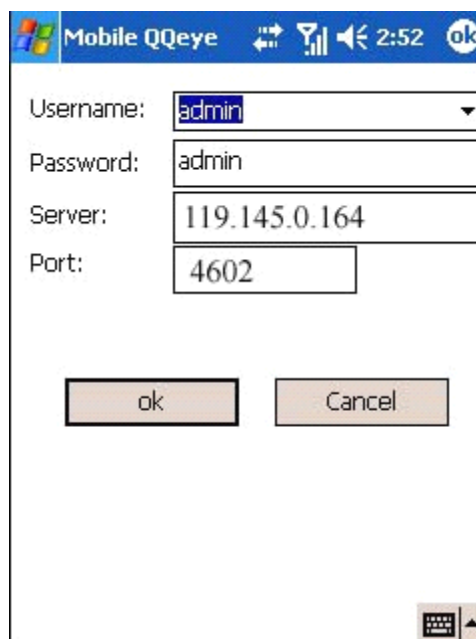 Mobile QQeye 2:52 ok
Username: admin
Password: admin
Server: 119.145.0.164
Port: 4602
ok Cancel